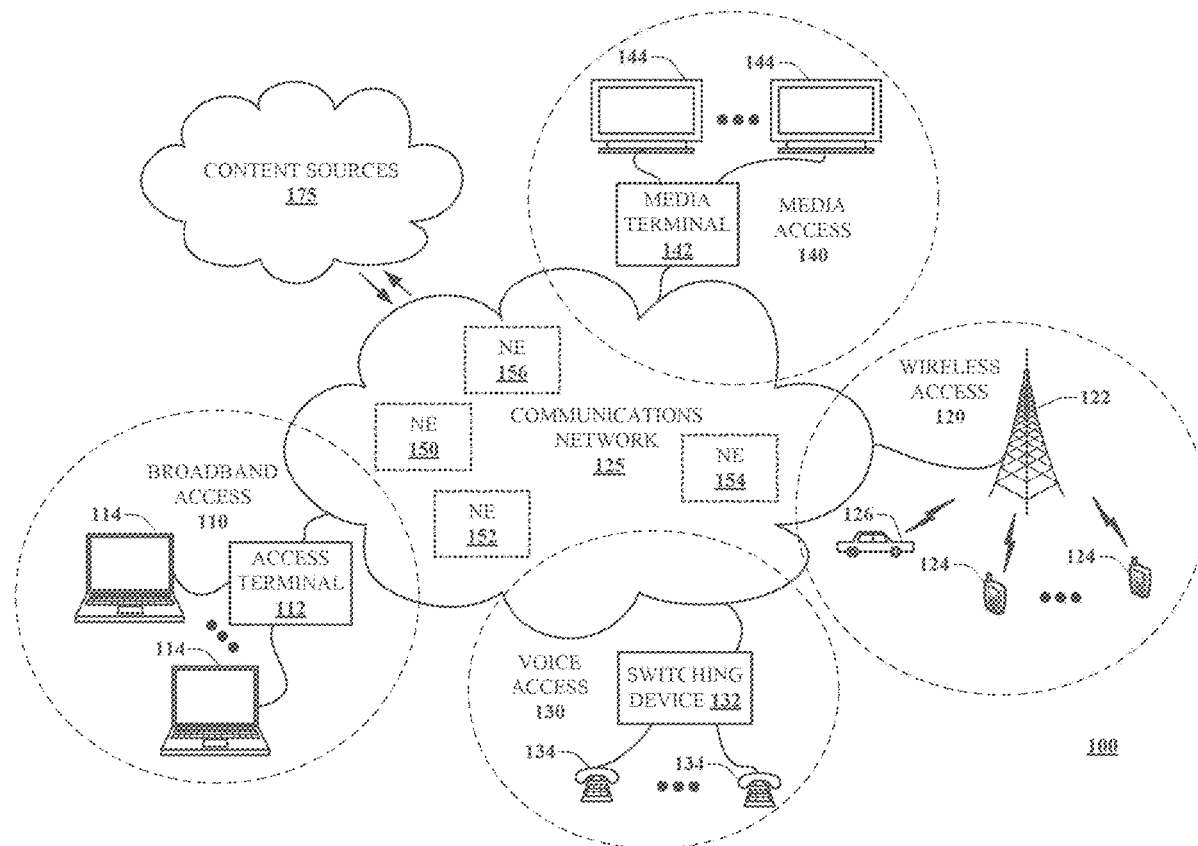 144
144
CONTENT SOURCES
175
MEDIA
TERMINAL
142
MEDIA
ACCESS
140
NE
156
WIRELESS
ACCESS
120
122
COMMUNICATIONS
NETWORK
125
NE
150
NE
154
BROADBAND
ACCESS
110
NE
152
114
126
ACCESS
TERMINAL
112
124
124
114
VOICE
ACCESS
130
SWITCHING
DEVICE 132
134
134
100